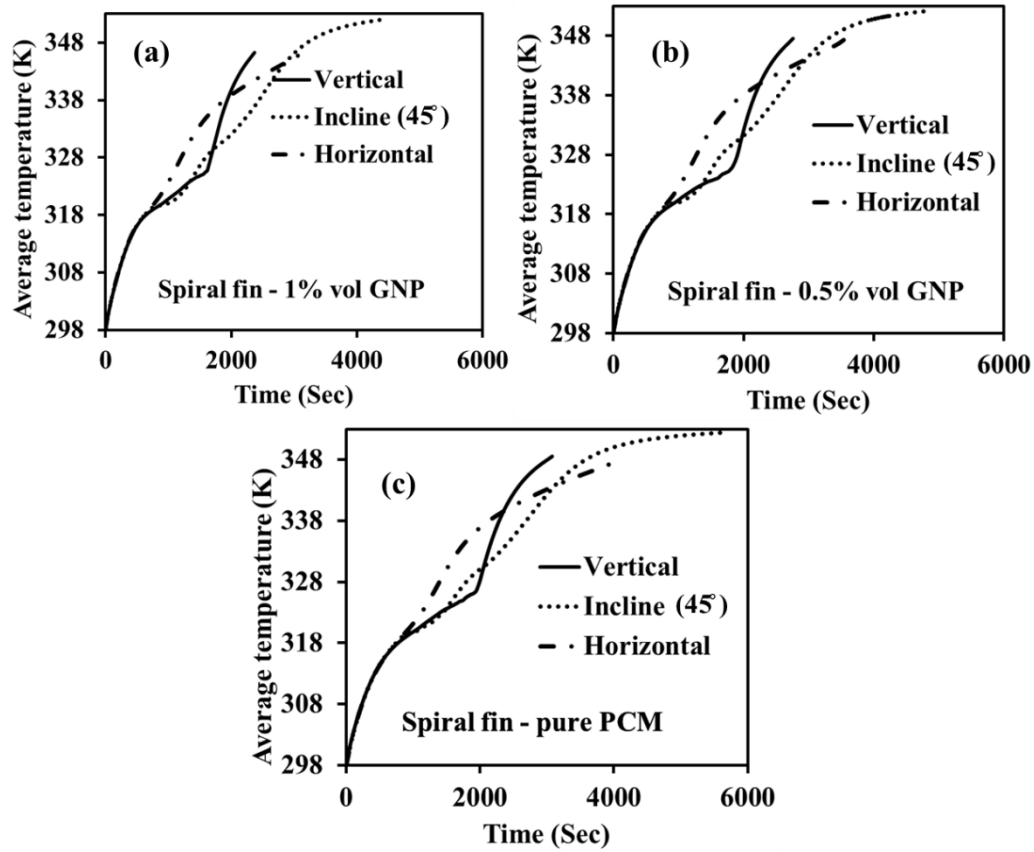 (a)
Average temperature (K)
348
338
328
318
308
298
Vertical
Incline (45°)
Horizontal
Spiral fin - 1% vol GNP
0 2000 4000 6000
Time (Sec)
(b)
Average temperature (K)
348
338
328
318
308
298
Vertical
Incline (45°)
Horizontal
Spiral fin - 0.5% vol GNP
0 2000 4000 6000
Time (Sec)
(c)
Average temperature (K)
348
338
328
318
308
298
Vertical
Incline (45°)
Horizontal
Spiral fin - pure PCM
0 2000 4000 6000
Time (Sec)